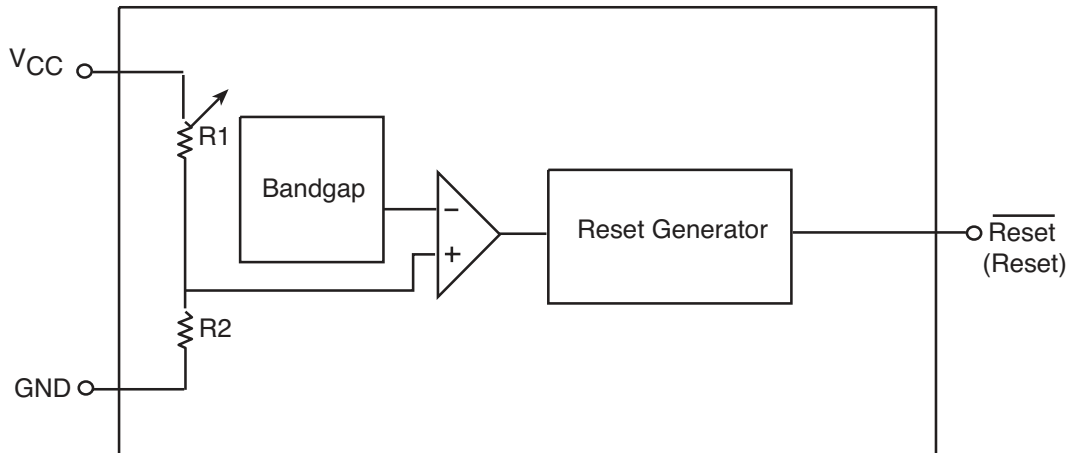 VCC
R1
Bandgap
−
+
Reset Generator
Reset
(Reset)
R2
GND